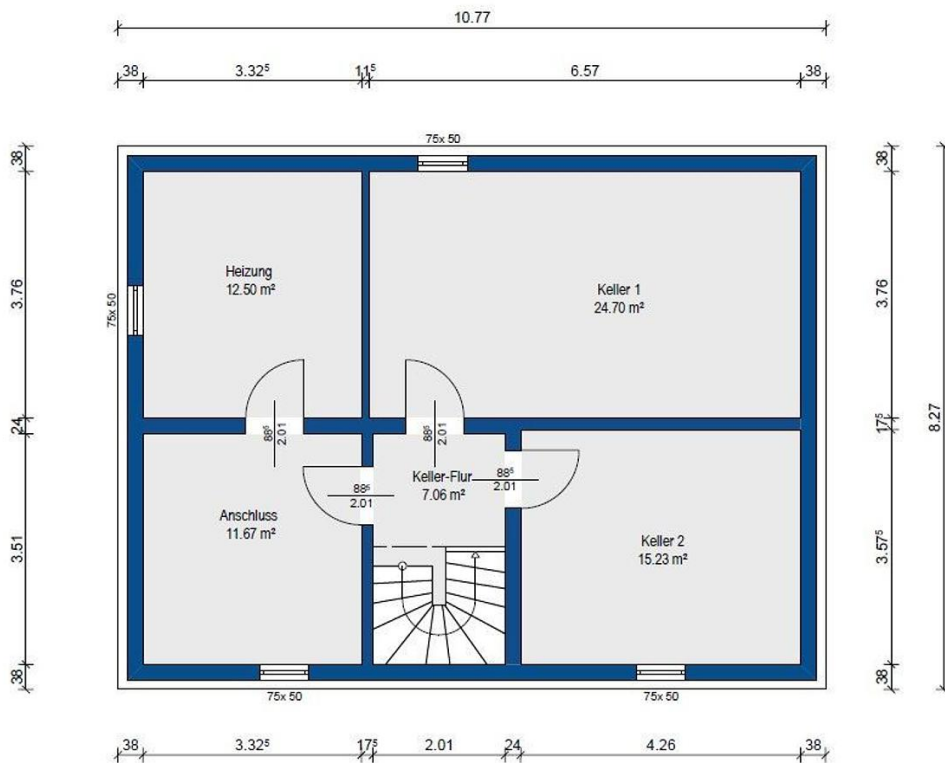 10.77
38 3.32⁵ 11⁵ 6.57 38
75x 50
38
38
Heizung
12.50 m²
Keller 1
24.70 m²
3.76
75x 50
3.76
24
17⁵
8.27
88⁵
2.01
88⁵
2.01
Keller-Flur
7.06 m²
88⁵
2.01
88⁵
2.01
Anschluss
11.67 m²
Keller 2
15.23 m²
3.51
3.57⁵
38
38
75x 50
75x 50
38 3.32⁵ 17⁵ 2.01 24 4.26 38